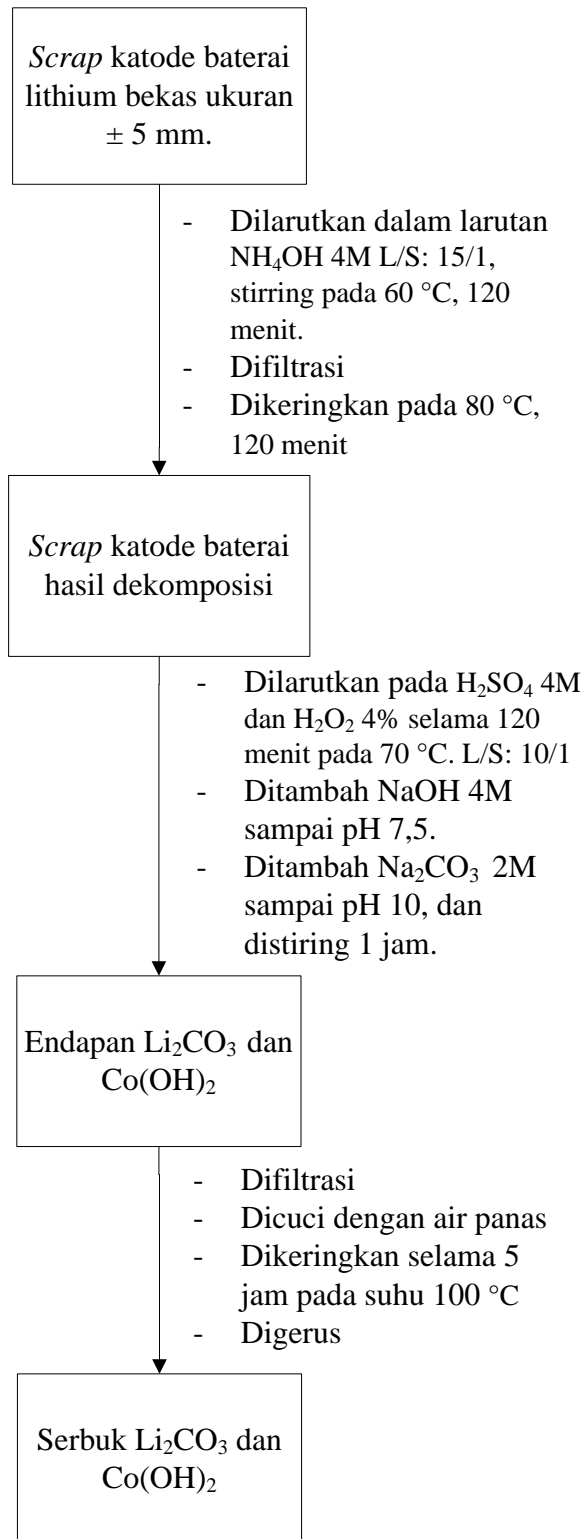 Scrap katode baterai
lithium bekas ukuran
± 5 mm.
- Dilarutkan dalam larutan
NH₄OH 4M L/S: 15/1,
stirring pada 60 °C, 120
menit.
- Difiltrasi
- Dikeringkan pada 80 °C,
120 menit
Scrap katode baterai
hasil dekomposisi
- Dilarutkan pada H₂SO₄ 4M
dan H₂O₂ 4% selama 120
menit pada 70 °C. L/S: 10/1
- Ditambah NaOH 4M
sampai pH 7,5.
- Ditambah Na₂CO₃ 2M
sampai pH 10, dan
distiring 1 jam.
Endapan Li₂CO₃ dan
Co(OH)₂
- Difiltrasi
- Dicuci dengan air panas
- Dikeringkan selama 5
jam pada suhu 100 °C
- Digerus
Serbuk Li₂CO₃ dan
Co(OH)₂